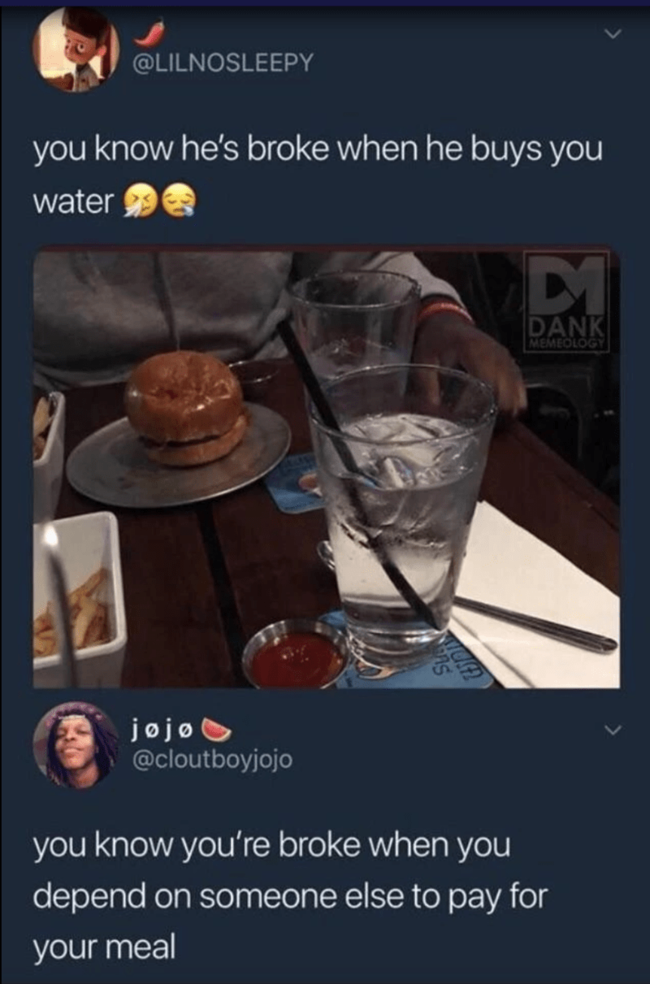 @LILNOSLEEPY
you know he's broke when he buys you
water 🤧😪
DM
DANK
MEMEOLOGY
jøjø🍉
@cloutboyjojo
you know you're broke when you
depend on someone else to pay for
your meal